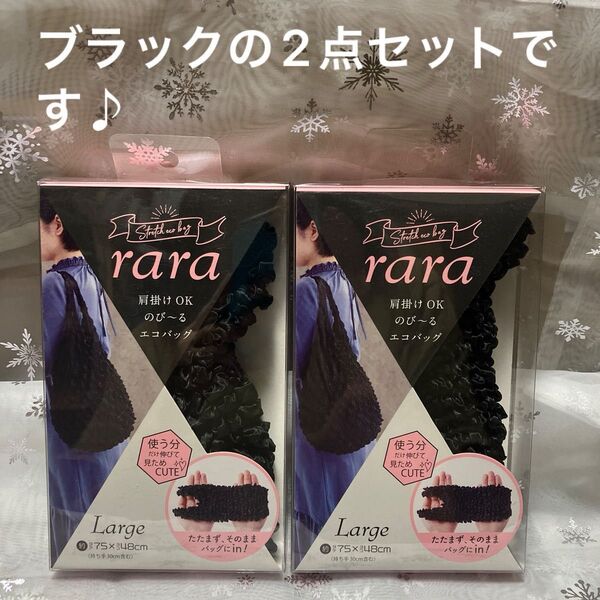 ブラックの2点セットで
す♪
Stretch eco bag
rara
肩掛けOK
のび〜る
エコバッグ
使う分
だけ伸びて
見ため
CUTE
Large
75×48cm
(持ち手30cm含む)
たたまず、そのまま
バッグにin!
Stretch eco bag
rara
肩掛けOK
のび〜る
エコバッグ
使う分
だけ伸びて
見ため
CUTE
Large
75×48cm
(持ち手30cm含む)
たたまず、そのまま
バッグにin!